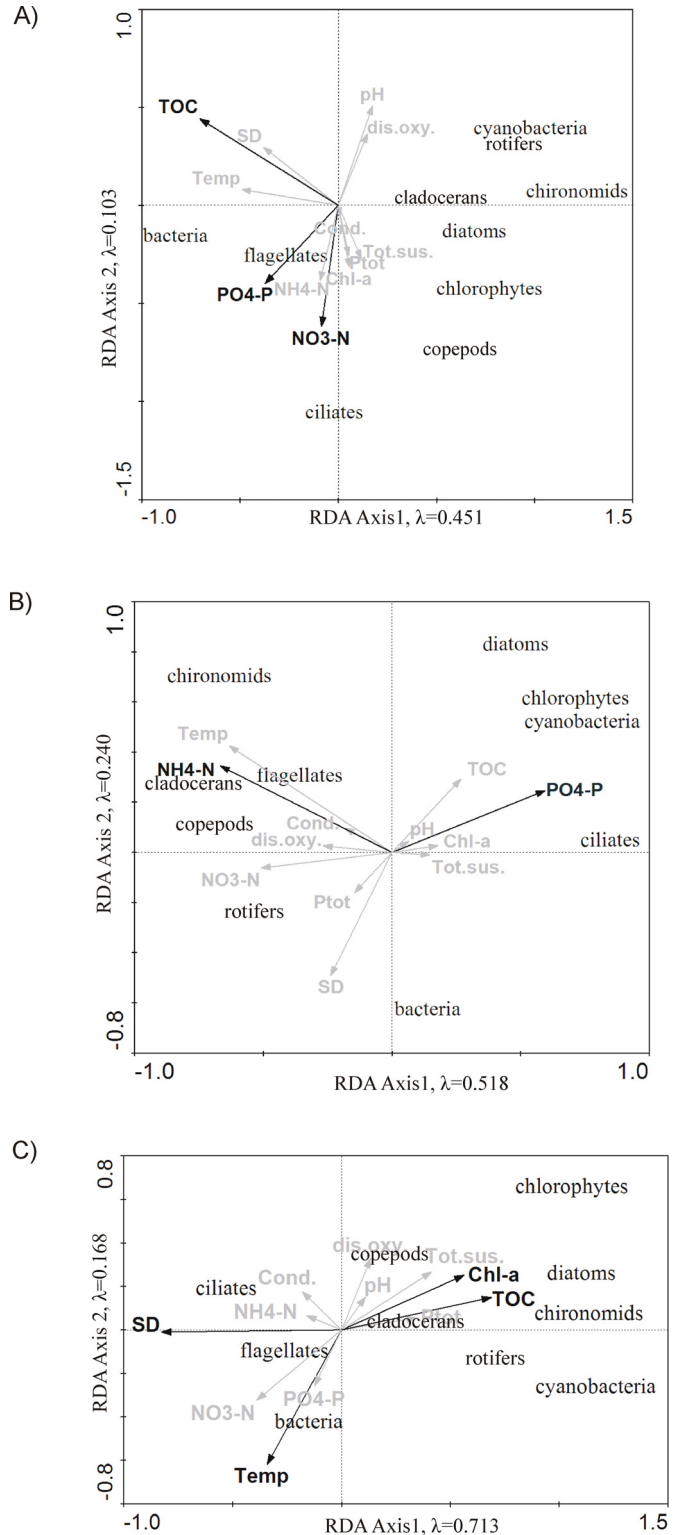 A)
1.0
pH
TOC
dis.oxy.
cyanobacteria
SD
rotifers
Temp
chironomids
cladocerans
Cond.
bacteria
diatoms
flagellates
Tot.sus.
Ptot
Chl-a
NH4-N
chlorophytes
PO4-P
NO3-N
copepods
ciliates
RDA Axis 2, λ=0.103
-1.5
-1.0
RDA Axis1, λ=0.451
1.5
B)
1.0
diatoms
chironomids
chlorophytes
cyanobacteria
Temp
NH4-N
flagellates
TOC
cladocerans
PO4-P
copepods
Cond.
pH
dis.oxy.
Chl-a
ciliates
Tot.sus.
NO3-N
Ptot
rotifers
SD
bacteria
RDA Axis 2, λ=0.240
-0.8
-1.0
RDA Axis1, λ=0.518
1.0
C)
0.8
chlorophytes
dis.oxy.
copepods
Tot.sus.
Chl-a
diatoms
Cond.
ciliates
pH
TOC
NH4-N
Ptot
chironomids
cladocerans
SD
flagellates
rotifers
cyanobacteria
PO4-P
NO3-N
bacteria
Temp
RDA Axis 2, λ=0.168
-0.8
-1.0
RDA Axis1, λ=0.713
1.5